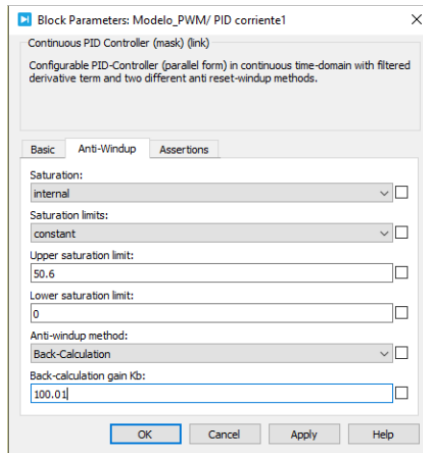 Block Parameters: Modelo_PWM/ PID corriente1
Continuous PID Controller (mask) (link)
Configurable PID-Controller (parallel form) in continuous time-domain with filtered
derivative term and two different anti reset-windup methods.
Basic Anti-Windup Assertions
Saturation:
internal
Saturation limits:
constant
Upper saturation limit:
50.6
Lower saturation limit:
0
Anti-windup method:
Back-Calculation
Back-calculation gain Kb:
100.01
OK Cancel Apply Help